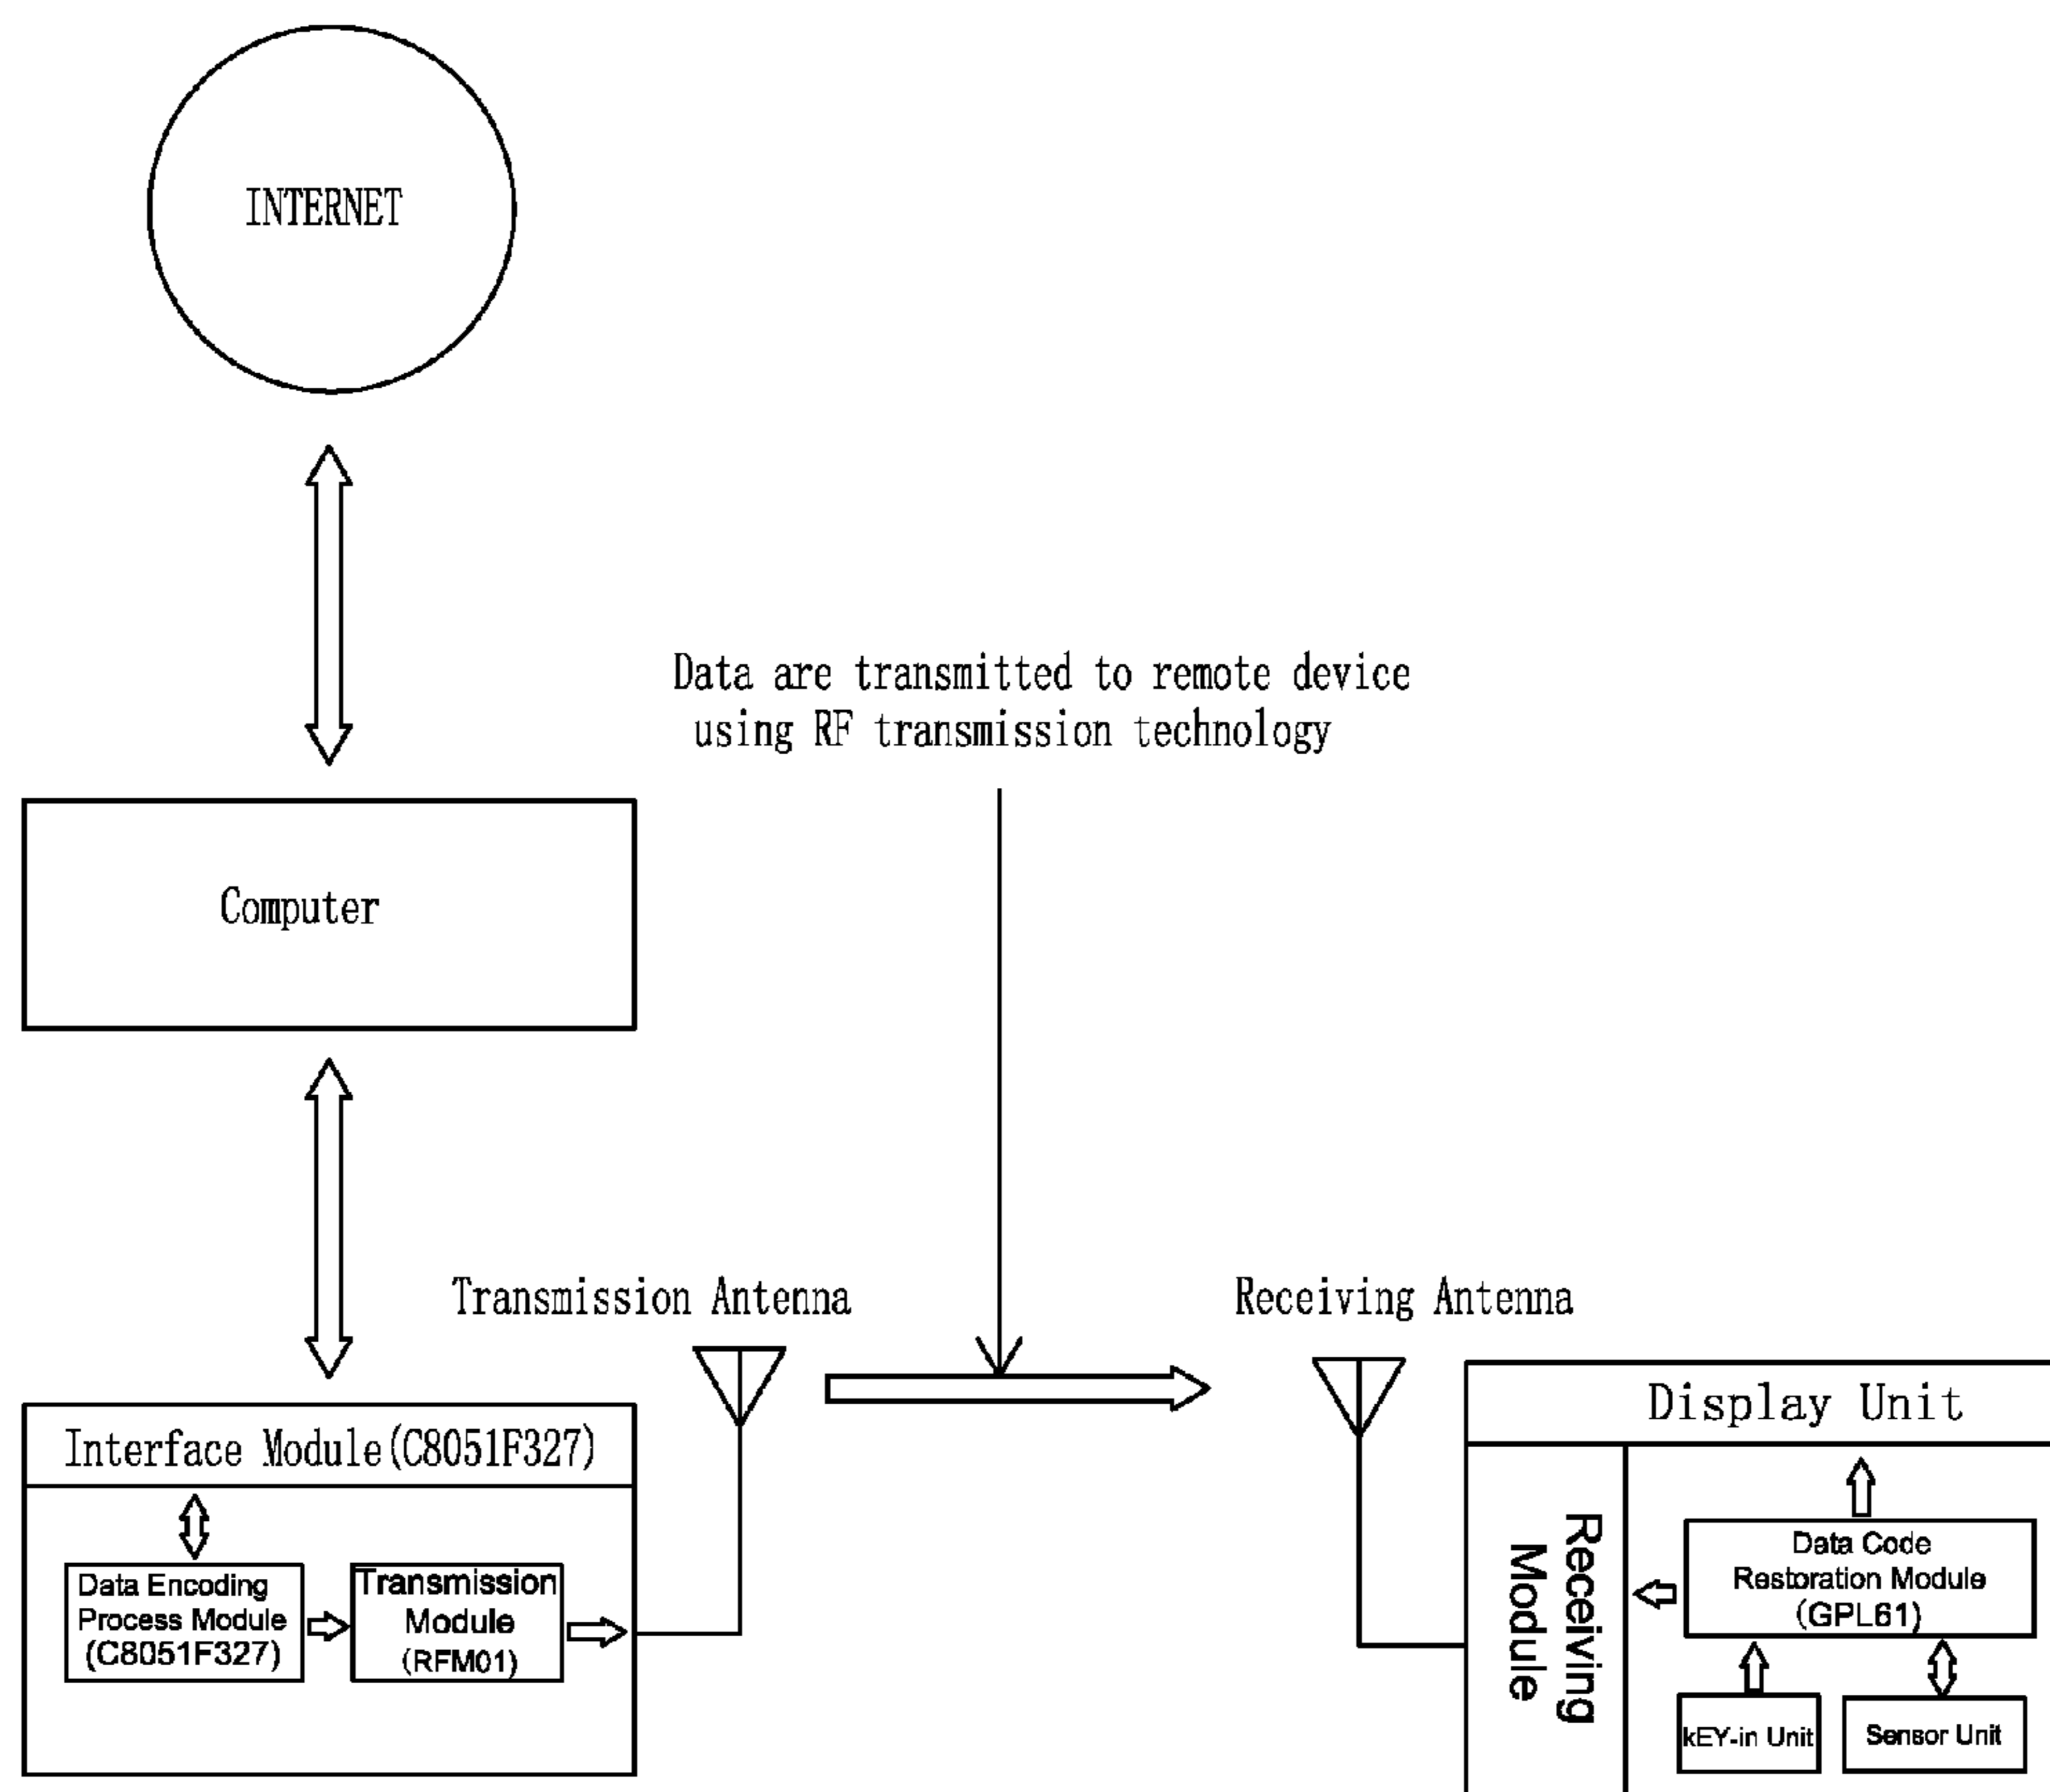 INTERNET
Data are transmitted to remote device
using RF transmission technology
Computer
Transmission Antenna
Receiving Antenna
Interface Module(C8051F327)
Data Encoding
Process Module
(C8051F327)
Transmission
Module
(RFM01)
Display Unit
Receiving
Module
Data Code
Restoration Module
(GPL61)
kEY-in Unit
Sensor Unit